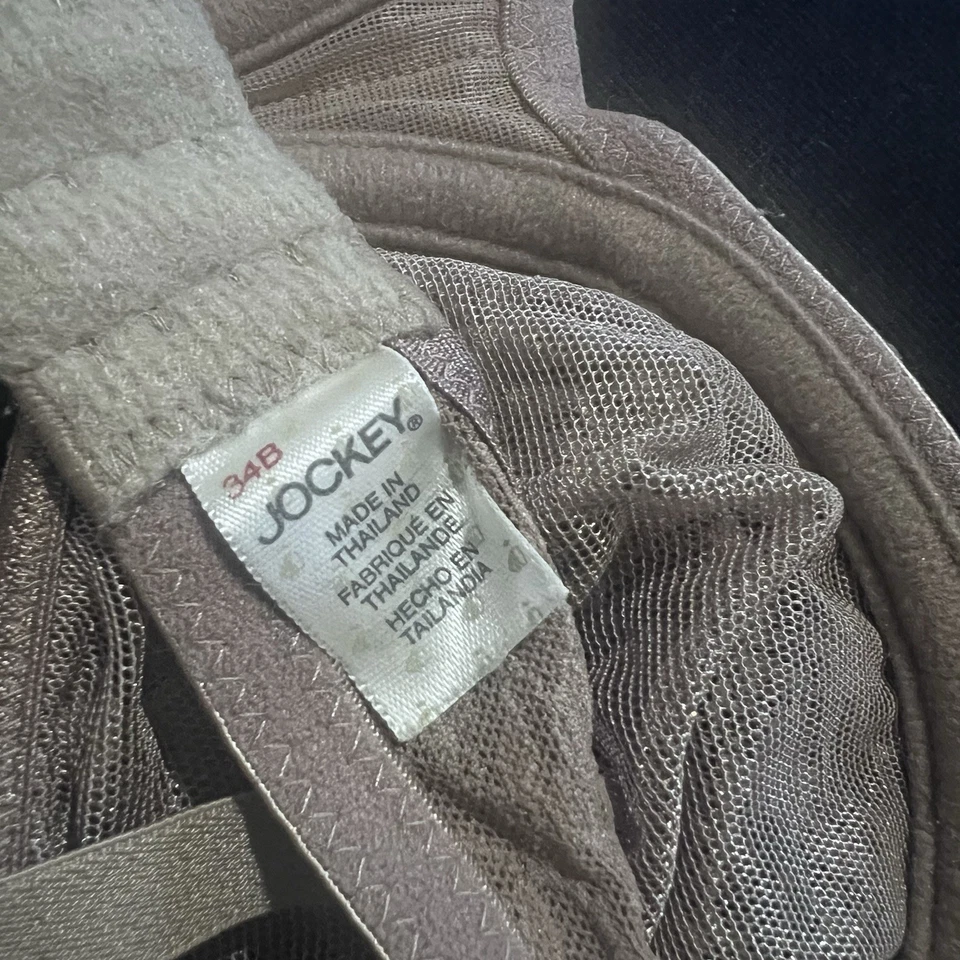 34B
JOCKEY®
MADE IN
THAILAND
FABRIQUÉ EN
THAILANDE
HECHO EN
TAILANDIA